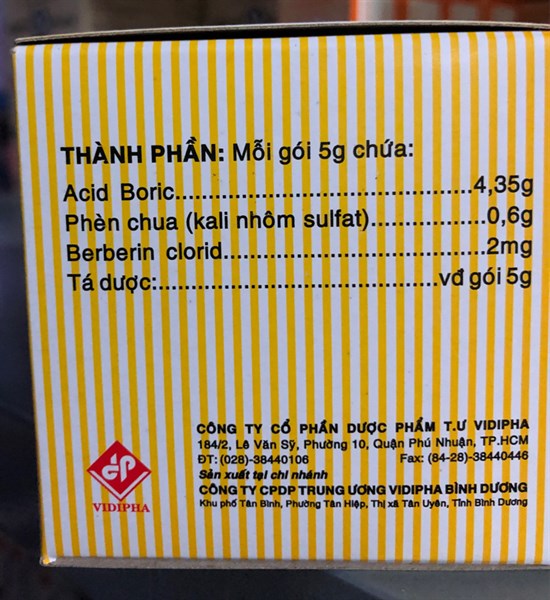 THÀNH PHẦN: Mỗi gói 5g chứa:
Acid Boric..............................................4,35g
Phèn chua (kali nhôm sulfat)..................0,6g
Berberin clorid.........................................2mg
Tá dược:...........................................vđ gói 5g
CÔNG TY CỔ PHẦN DƯỢC PHẨM T.Ư VIDIPHA
184/2, Lê Văn Sỹ, Phường 10, Quận Phú Nhuận, TP.HCM
ĐT: (028)-38440106 Fax: (84-28)-38440446
Sản xuất tại chi nhánh
CÔNG TY CPDP TRUNG ƯƠNG VIDIPHA BÌNH DƯƠNG
Khu phố Tân Bình, Phường Tân Hiệp, Thị xã Tân Uyên, Tỉnh Bình Dương
VIDIPHA